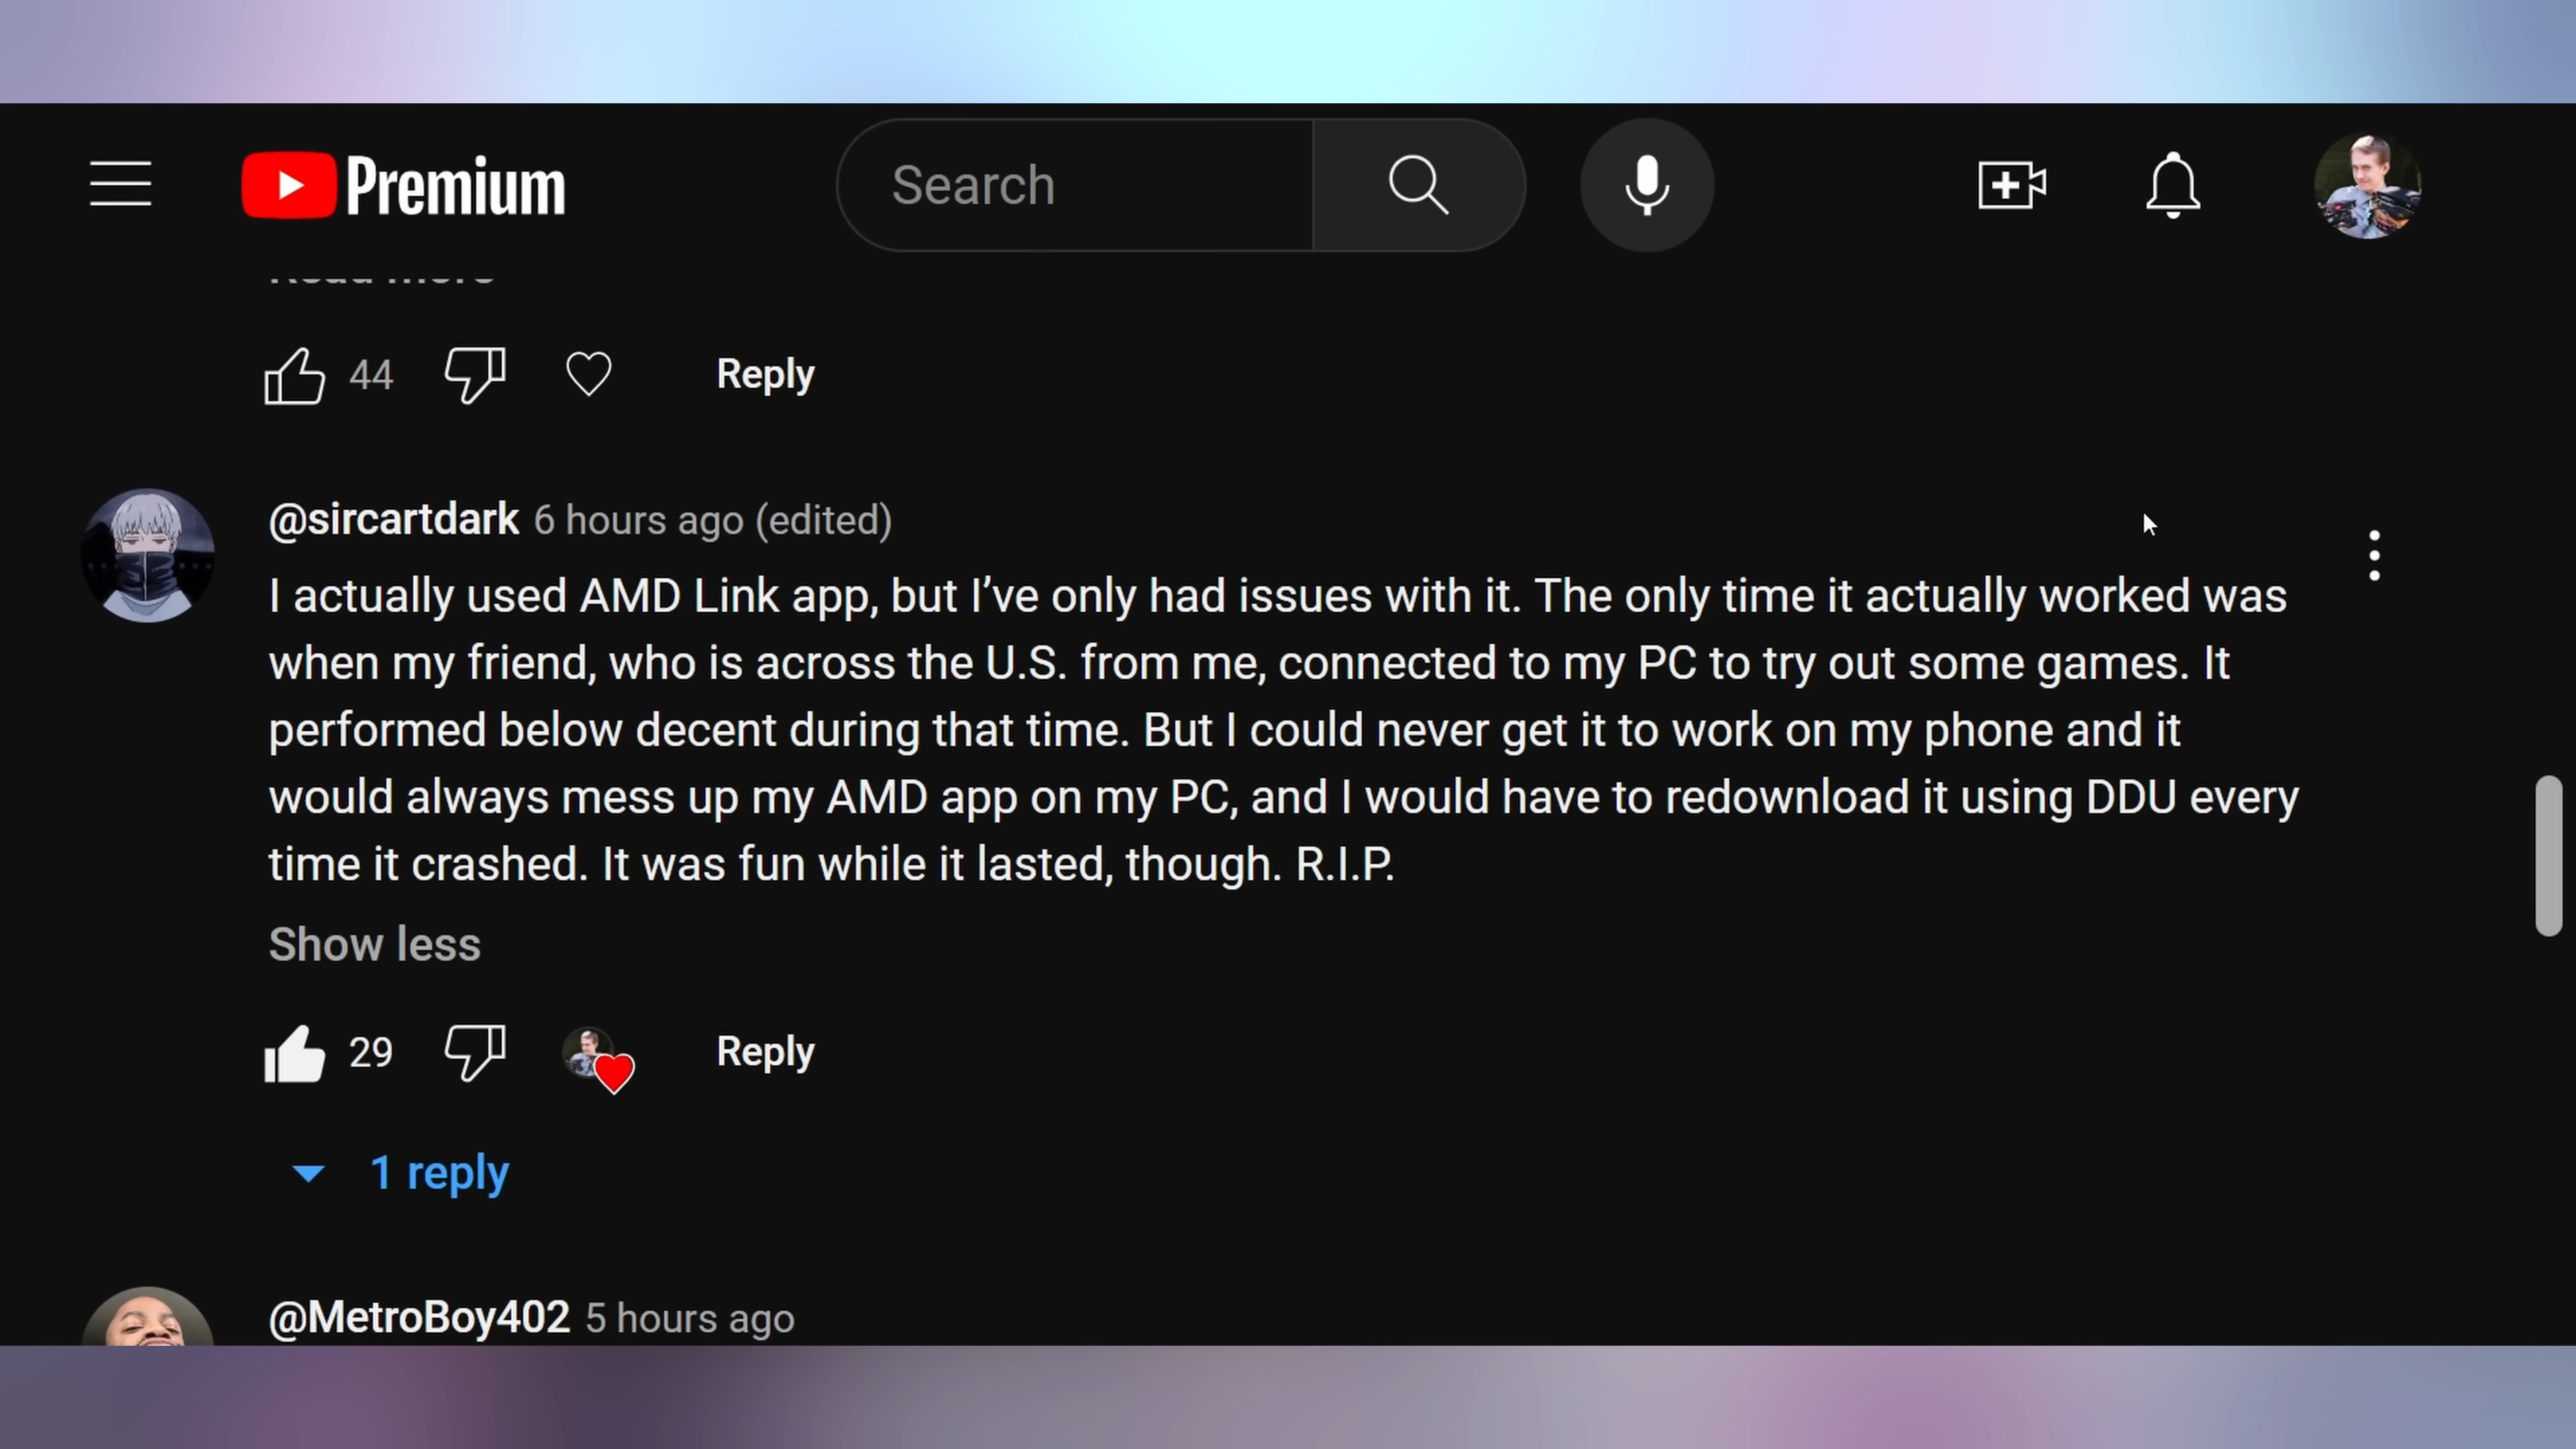 Premium
Search
Read more
44
Reply
@sircartdark 6 hours ago (edited)
I actually used AMD Link app, but I’ve only had issues with it. The only time it actually worked was
when my friend, who is across the U.S. from me, connected to my PC to try out some games. It
performed below decent during that time. But I could never get it to work on my phone and it
would always mess up my AMD app on my PC, and I would have to redownload it using DDU every
time it crashed. It was fun while it lasted, though. R.I.P.
Show less
29
Reply
1 reply
@MetroBoy402 5 hours ago